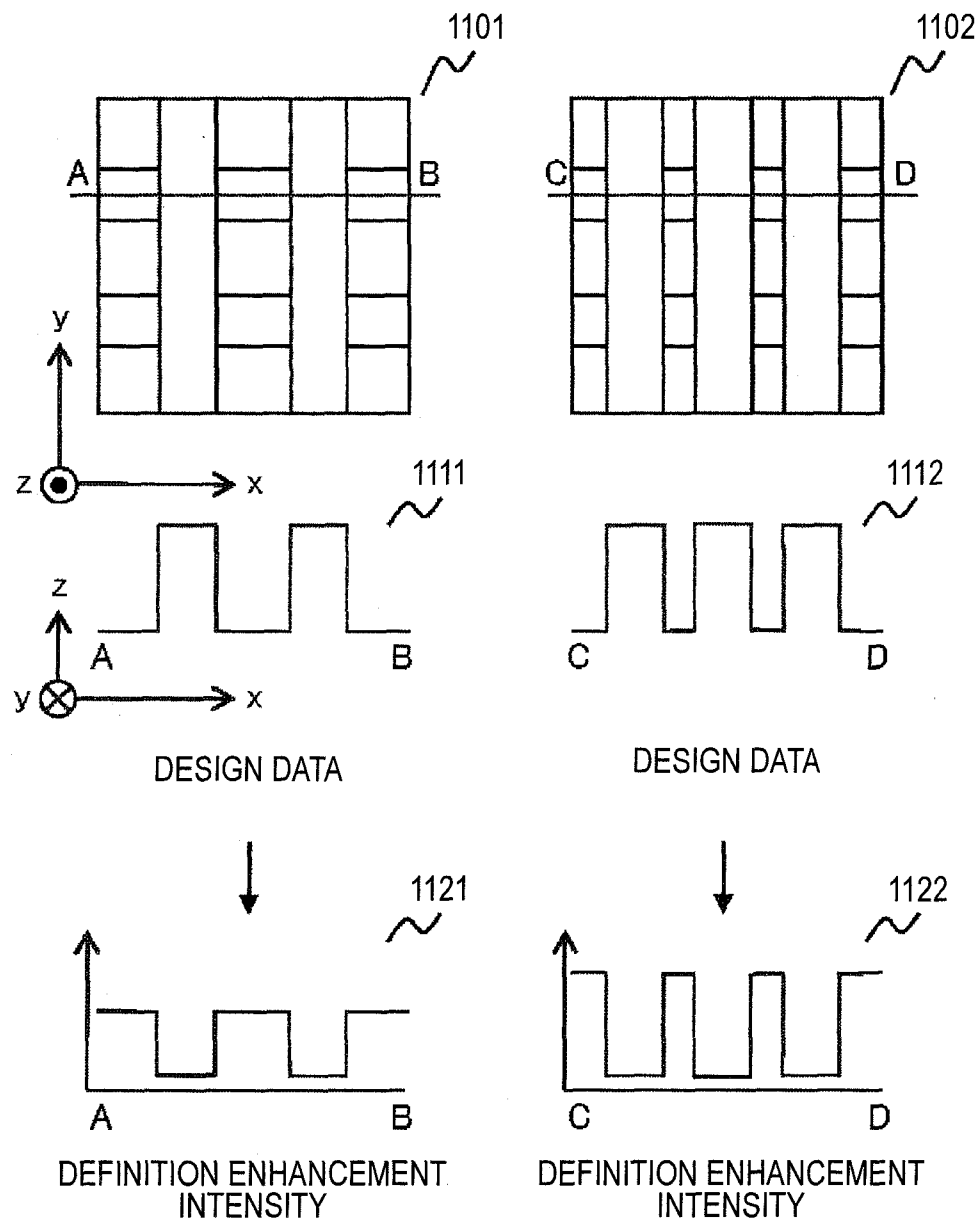 1101
1102
A
B
C
D
y
z
x
1111
1112
z
A
B
C
D
y
x
DESIGN DATA
DESIGN DATA
1121
1122
A
B
C
D
DEFINITION ENHANCEMENT
INTENSITY
DEFINITION ENHANCEMENT
INTENSITY